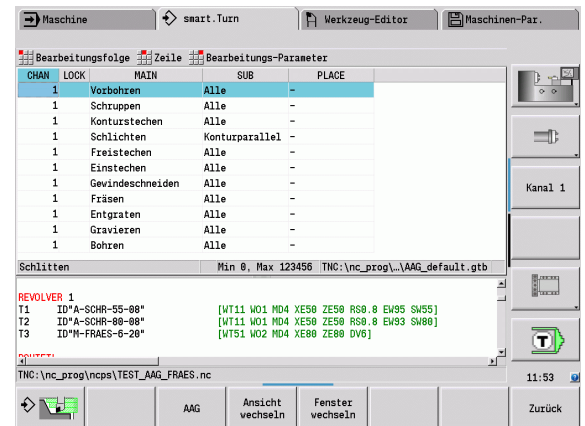 Maschine smart.Turn Werkzeug-Editor Maschinen-Par.
Bearbeitungsfolge Zeile Bearbeitungs-Parameter
CHAN LOCK MAIN SUB PLACE
1 Vorbohren Alle -
1 Schruppen Alle -
1 Konturstechen Alle -
1 Schlichten Konturparallel -
1 Freistechen Alle -
1 Einstechen Alle -
1 Gewindeschneiden Alle -
1 Fräsen Alle -
1 Entgraten Alle -
1 Gravieren Alle -
1 Bohren Alle -
Schlitten Min 0, Max 123456 TNC:\nc_prog\…\AAG_default.gtb
REVOLVER 1
T1 ID"A-SCHR-55-08" [WT11 WO1 MD4 XE50 ZE50 RS0.8 EW95 SW55]
T2 ID"A-SCHR-80-08" [WT11 WO1 MD4 XE50 ZE50 RS0.8 EW93 SW80]
T3 ID"M-FRAES-6-20" [WT51 WO2 MD4 XE80 ZE80 DV6]
TNC:\nc_prog\ncps\TEST_AAG_FRAES.nc
Kanal 1
T
11:53
AAG
Ansicht wechseln
Fenster wechseln
Zurück